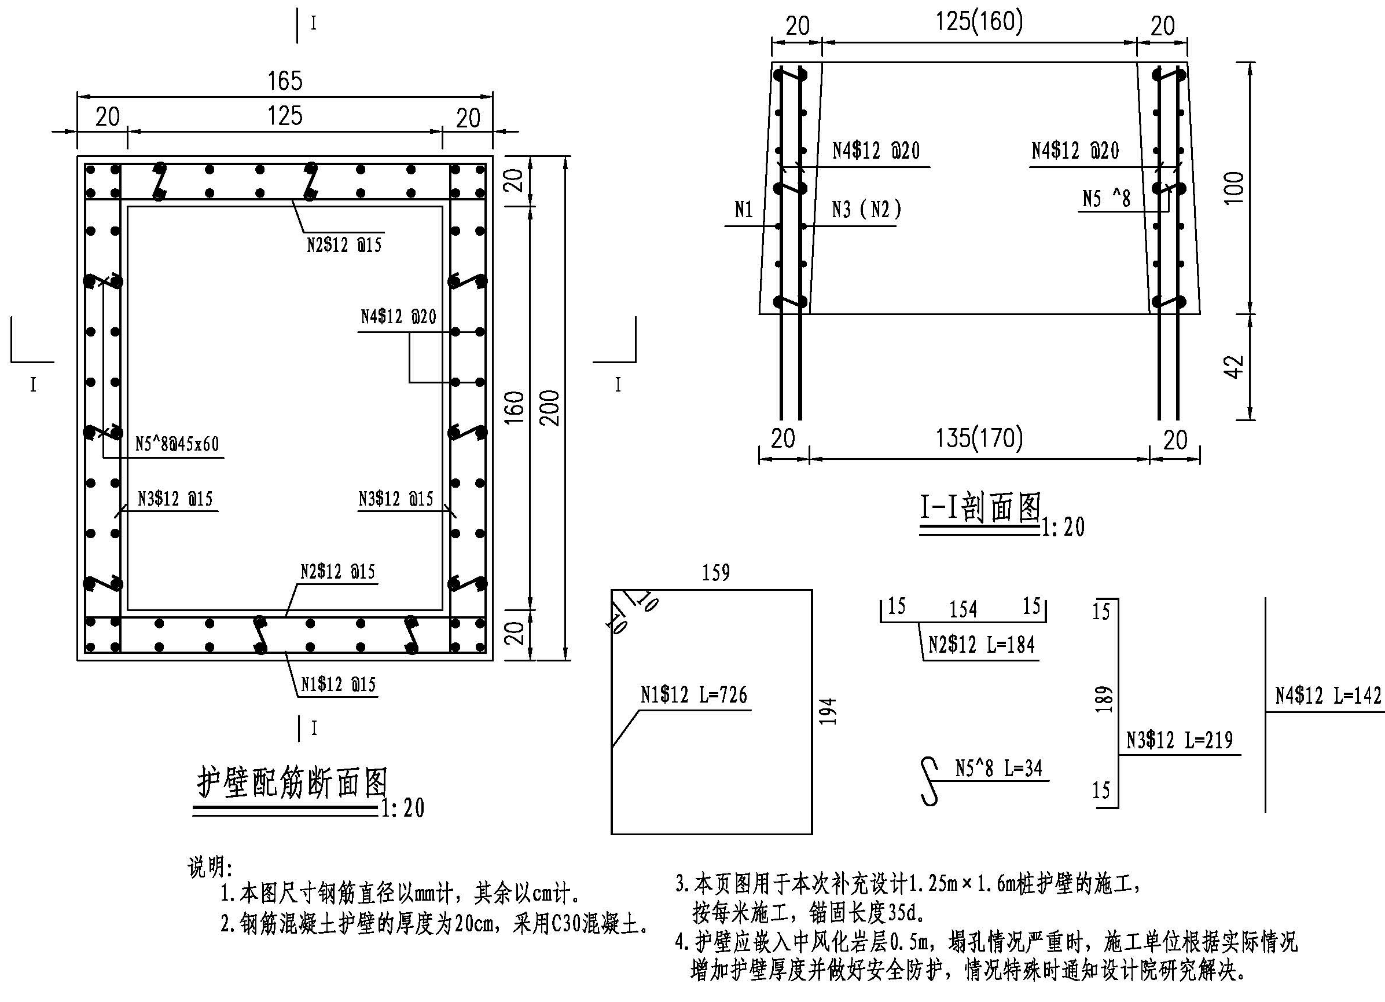 I
165
20
125
20
N2$12 @15
N4$12 @20
N5^8@45x60
N3$12 @15
N3$12 @15
N2$12 @15
N1$12 @15
20
160
200
20
I
I
I
护壁配筋断面图
1:20
20
125(160)
20
N4$12 @20
N4$12 @20
N5 ^8
N1
N3 (N2)
100
42
20
135(170)
20
I-I剖面图
1:20
159
10
10
N1$12 L=726
194
15
154
15
N2$12 L=184
N5^8 L=34
15
189
15
N3$12 L=219
N4$12 L=142
说明:
1.本图尺寸钢筋直径以mm计，其余以cm计。
2.钢筋混凝土护壁的厚度为20cm，采用C30混凝土。
3.本页图用于本次补充设计1.25m×1.6m桩护壁的施工，
按每米施工，锚固长度35d。
4.护壁应嵌入中风化岩层0.5m，塌孔情况严重时，施工单位根据实际情况
增加护壁厚度并做好安全防护，情况特殊时通知设计院研究解决。